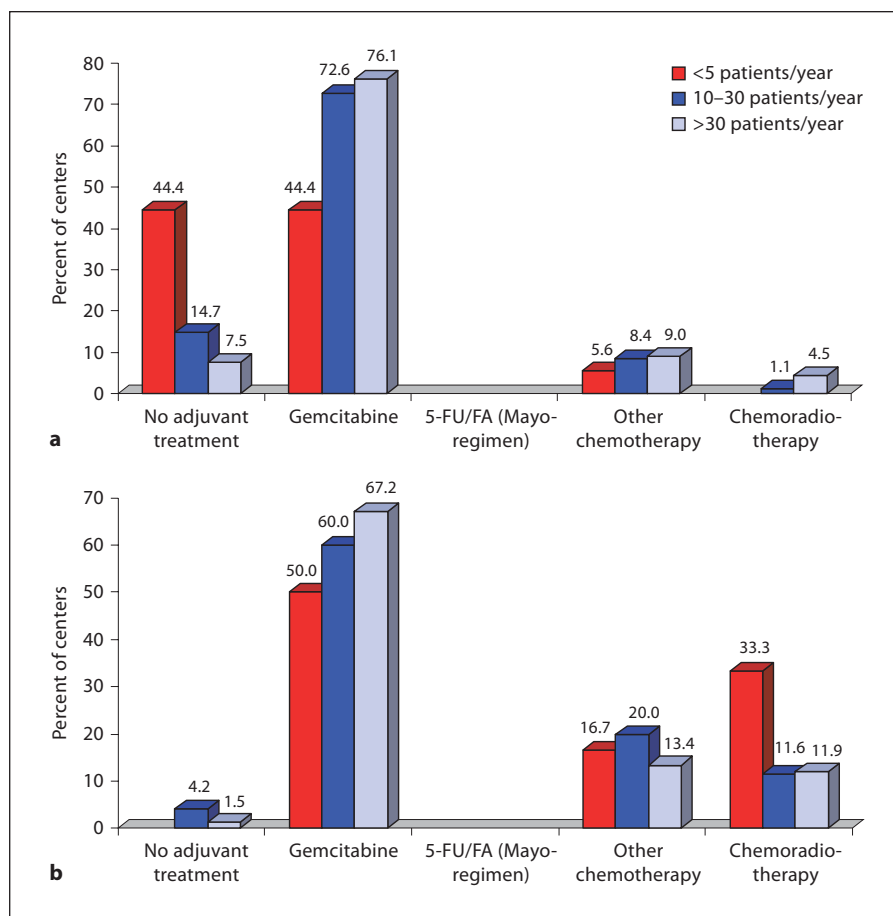 80
70
60
50
40
30
20
10
0
Percent of centers
44.4
14.7
7.5
44.4
72.6
76.1
5.6
8.4
9.0
1.1
4.5
<5 patients/year
10–30 patients/year
>30 patients/year
No adjuvant
treatment
Gemcitabine
5-FU/FA (Mayo-
regimen)
Other
chemotherapy
Chemoradio-
therapy
a
70
60
50
40
30
20
10
0
Percent of centers
4.2
1.5
50.0
60.0
67.2
16.7
20.0
13.4
33.3
11.6
11.9
No adjuvant
treatment
Gemcitabine
5-FU/FA (Mayo-
regimen)
Other
chemotherapy
Chemoradio-
therapy
b